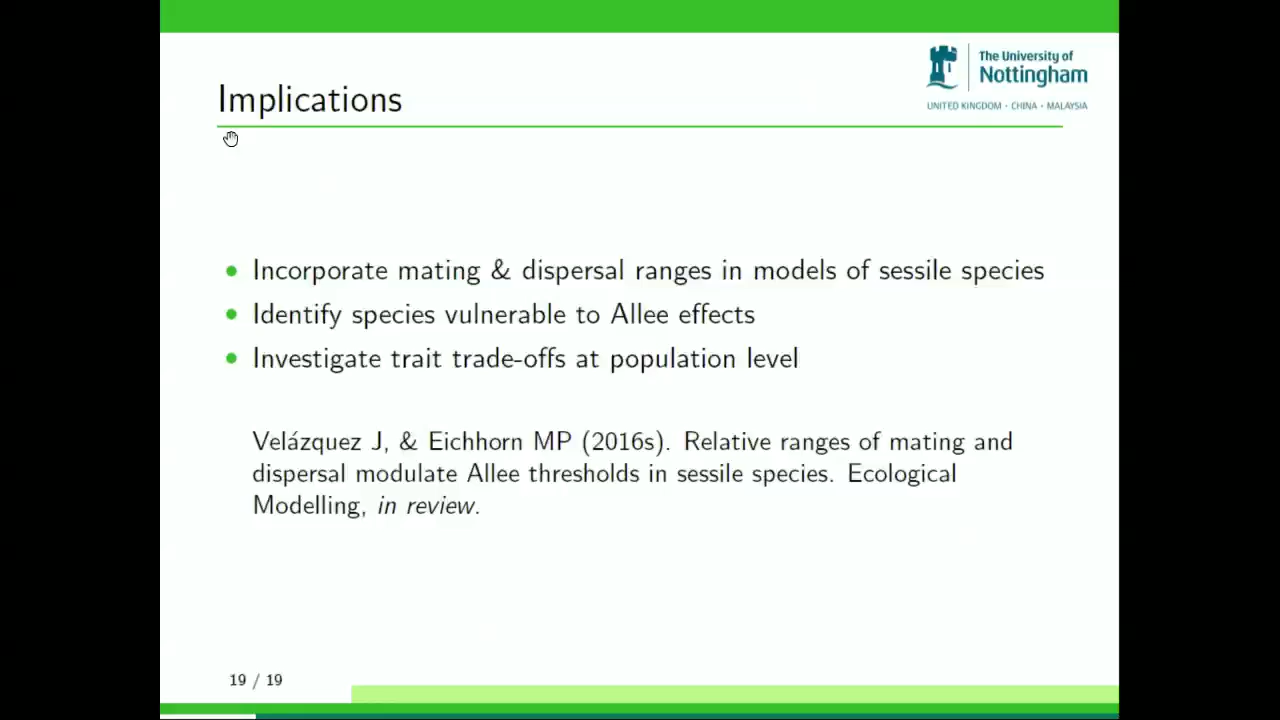 The University of
Nottingham
UNITED KINGDOM · CHINA · MALAYSIA
Implications
• Incorporate mating & dispersal ranges in models of sessile species
• Identify species vulnerable to Allee effects
• Investigate trait trade-offs at population level
Velázquez J, & Eichhorn MP (2016s). Relative ranges of mating and
dispersal modulate Allee thresholds in sessile species. Ecological
Modelling, in review.
19 / 19